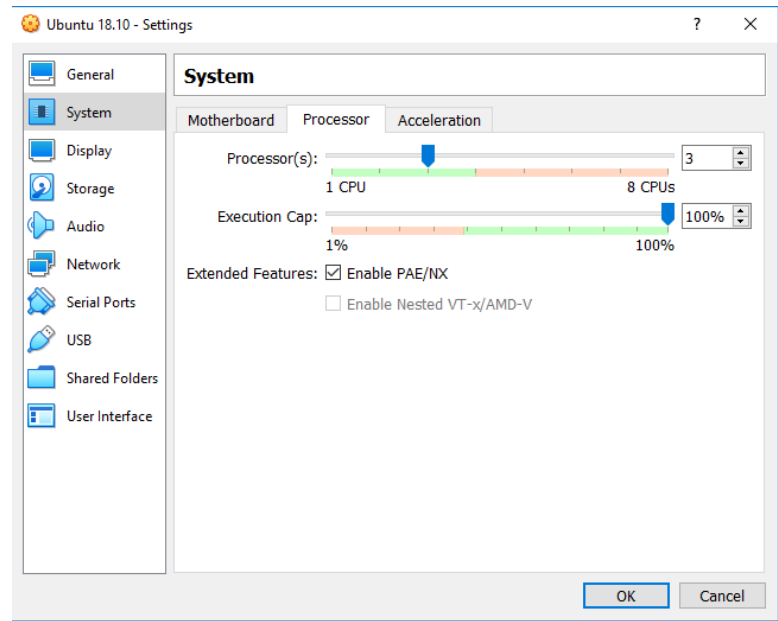 Ubuntu 18.10 - Settings ? ×
General
System
Display
Storage
Audio
Network
Serial Ports
USB
Shared Folders
User Interface
System
Motherboard Processor Acceleration
Processor(s): 3
1 CPU 8 CPUs
Execution Cap: 100%
1% 100%
Extended Features: Enable PAE/NX
Enable Nested VT-x/AMD-V
OK Cancel